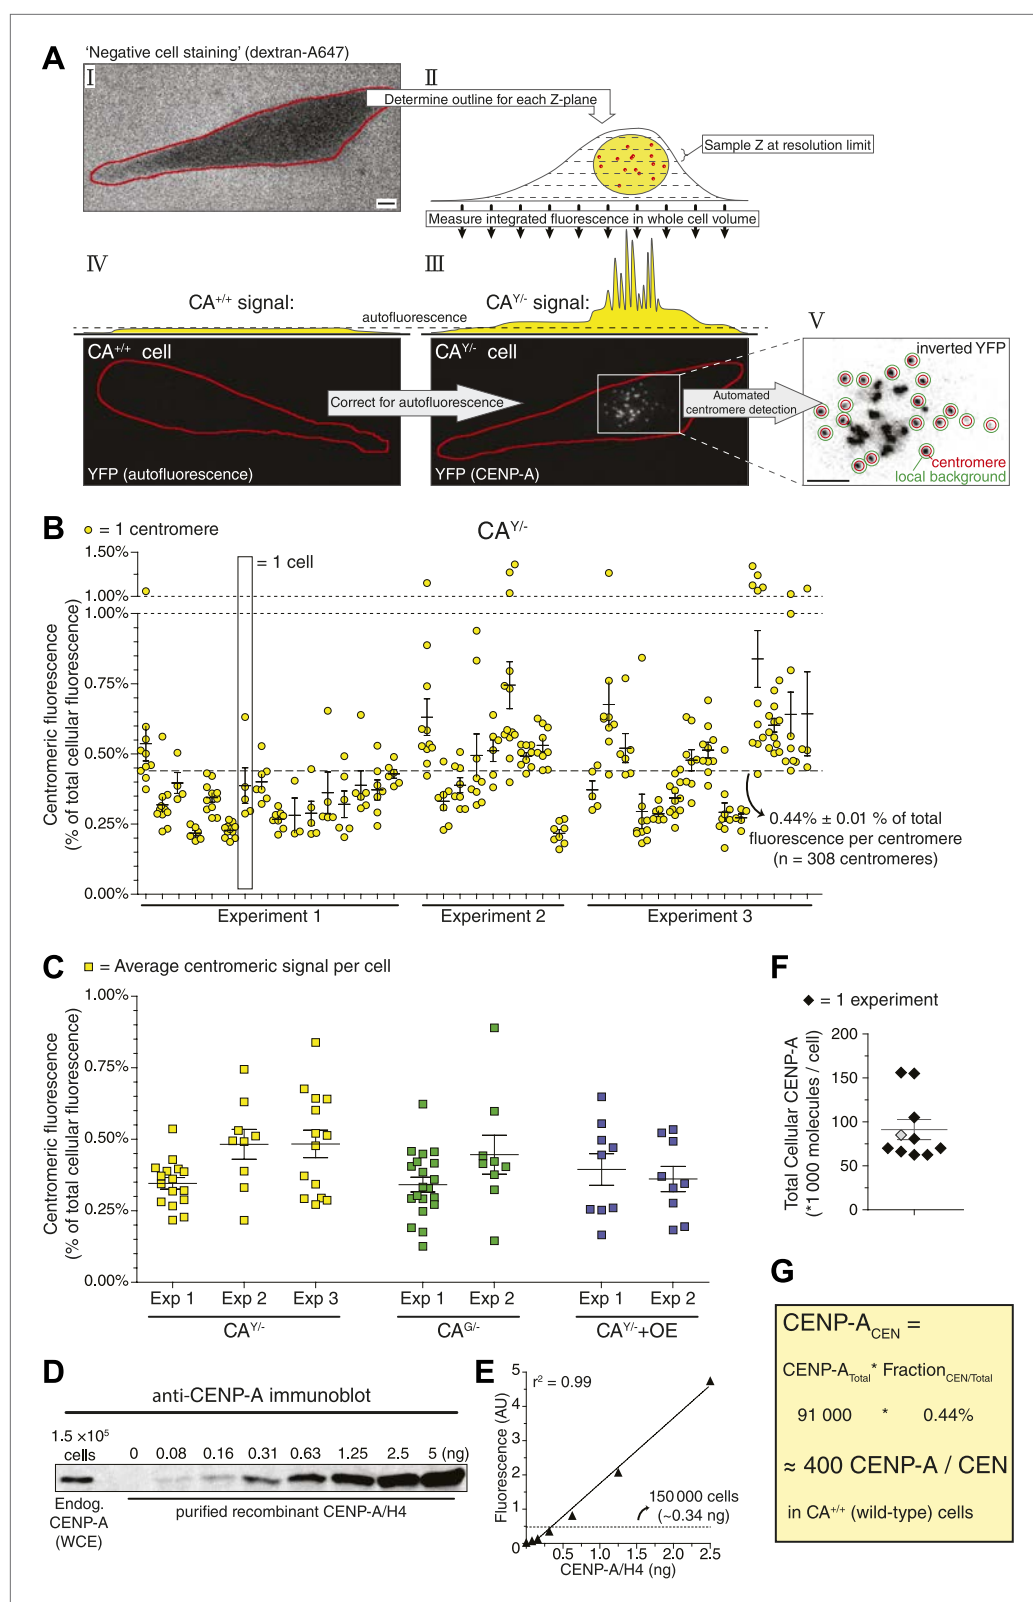 A
'Negative cell staining' (dextran-A647)
I
II
Determine outline for each Z-plane
Sample Z at resolution limit
Measure integrated fluorescence in whole cell volume
IV
III
CA+/+ signal:
CAY/- signal:
autofluorescence
V
CA+/+ cell
CAY/- cell
inverted YFP
Correct for autofluorescence
Automated
centromere detection
YFP (autofluorescence)
YFP (CENP-A)
centromere
local background
B
= 1 centromere
CAY/-
= 1 cell
1.50%
1.00%
1.00%
0.75%
0.50%
0.25%
0.00%
Centromeric fluorescence
(% of total cellular fluorescence)
0.44% ± 0.01 % of total
fluorescence per centromere
(n = 308 centromeres)
Experiment 1
Experiment 2
Experiment 3
C
= Average centromeric signal per cell
1.00%
0.75%
0.50%
0.25%
0.00%
Centromeric fluorescence
(% of total cellular fluorescence)
Exp 1
Exp 2
Exp 3
Exp 1
Exp 2
Exp 1
Exp 2
CAY/-
CAG/-
CAY/-+OE
F
= 1 experiment
200
150
100
50
0
Total Cellular CENP-A
(*1 000 molecules / cell)
D
anti-CENP-A immunoblot
1.5 ×10⁵
cells
0 0.08 0.16 0.31 0.63 1.25 2.5 5 (ng)
Endog.
CENP-A
(WCE)
purified recombinant CENP-A/H4
E
r² = 0.99
5
4
3
2
1
0
Fluorescence (AU)
150 000 cells
(~0.34 ng)
0.5 1.0 1.5 2.0 2.5
CENP-A/H4 (ng)
G
CENP-ACEN =
CENP-ATotal * FractionCEN/Total
91 000 * 0.44%
≈ 400 CENP-A / CEN
in CA+/+ (wild-type) cells